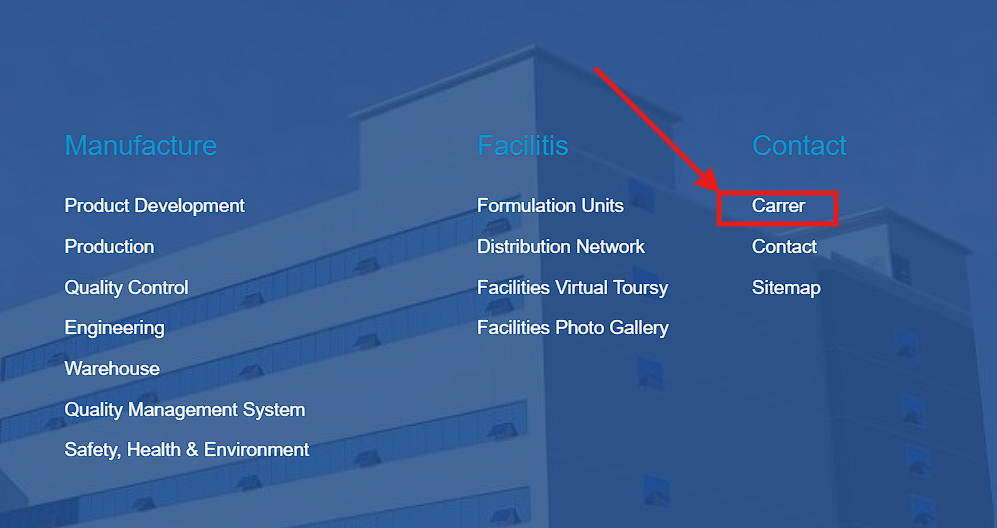 Manufacture
Product Development
Production
Quality Control
Engineering
Warehouse
Quality Management System
Safety, Health & Environment
Facilitis
Formulation Units
Distribution Network
Facilities Virtual Toursy
Facilities Photo Gallery
Contact
Carrer
Contact
Sitemap